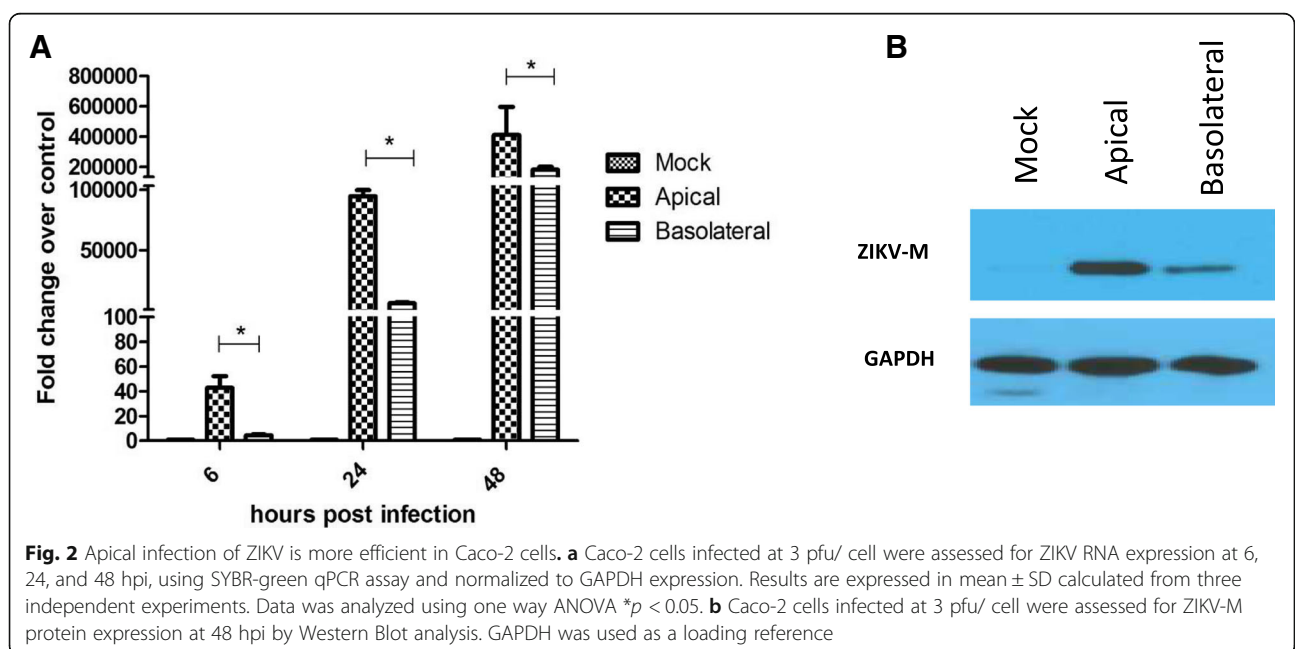 A
B
800000
600000
400000
200000
100000
50000
100
80
60
40
20
0
Fold change over control
*
*
*
6
24
48
hours post infection
Mock
Apical
Basolateral
Mock
Apical
Basolateral
ZIKV-M
GAPDH
Fig. 2 Apical infection of ZIKV is more efficient in Caco-2 cells. a Caco-2 cells infected at 3 pfu/ cell were assessed for ZIKV RNA expression at 6,
24, and 48 hpi, using SYBR-green qPCR assay and normalized to GAPDH expression. Results are expressed in mean ± SD calculated from three
independent experiments. Data was analyzed using one way ANOVA *p < 0.05. b Caco-2 cells infected at 3 pfu/ cell were assessed for ZIKV-M
protein expression at 48 hpi by Western Blot analysis. GAPDH was used as a loading reference